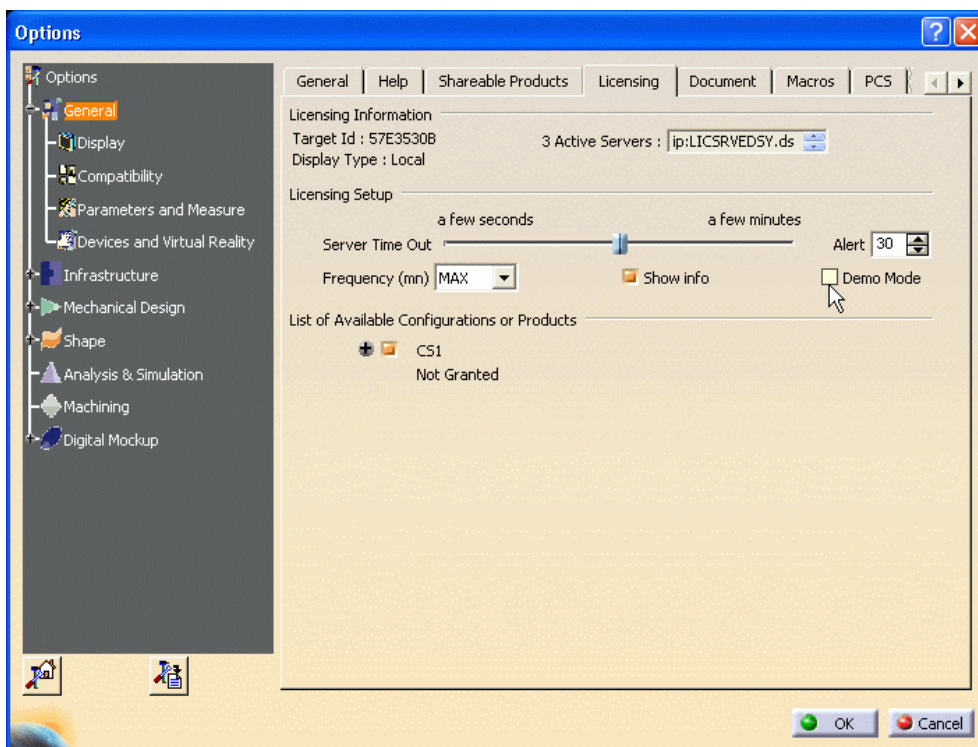 Options
Options
General
Display
Compatibility
Parameters and Measure
Devices and Virtual Reality
Infrastructure
Mechanical Design
Shape
Analysis & Simulation
Machining
Digital Mockup
General Help Shareable Products Licensing Document Macros PCS
Licensing Information
Target Id : 57E3530B 3 Active Servers : ip:LICSRVEDSY.ds
Display Type : Local
Licensing Setup
a few seconds a few minutes
Server Time Out Alert 30
Frequency (mn) MAX Show info Demo Mode
List of Available Configurations or Products
CS1
Not Granted
OK Cancel